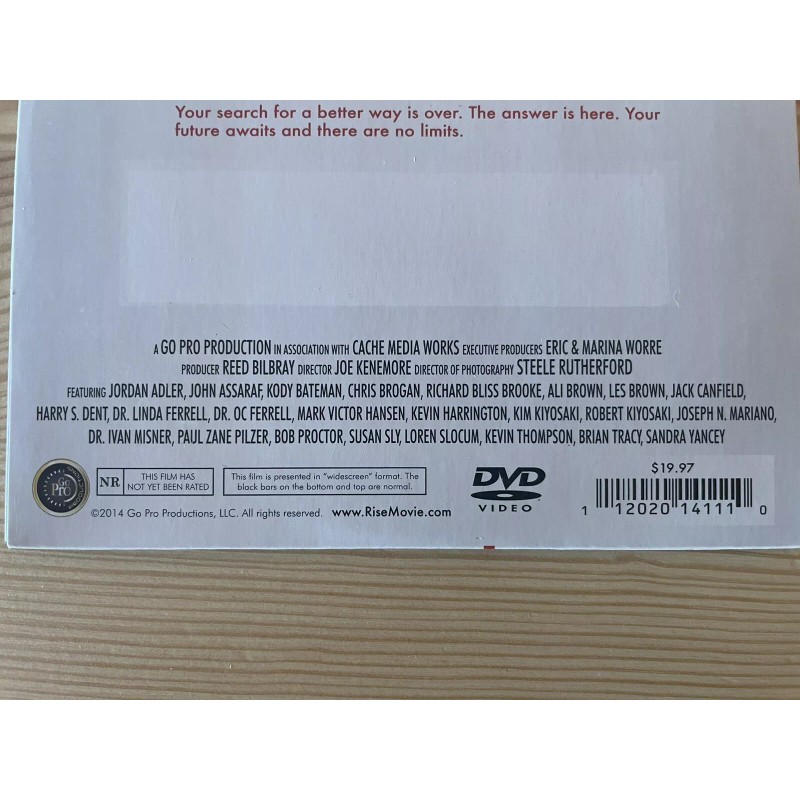 Your search for a better way is over. The answer is here. Your
future awaits and there are no limits.
A GO PRO PRODUCTION IN ASSOCIATION WITH CACHE MEDIA WORKS EXECUTIVE PRODUCERS ERIC & MARINA WORRE
PRODUCER REED BILBRAY DIRECTOR JOE KENEMORE DIRECTOR OF PHOTOGRAPHY STEELE RUTHERFORD
FEATURING JORDAN ADLER, JOHN ASSARAF, KODY BATEMAN, CHRIS BROGAN, RICHARD BLISS BROOKE, ALI BROWN, LES BROWN, JACK CANFIELD,
HARRY S. DENT, DR. LINDA FERRELL, DR. OC FERRELL, MARK VICTOR HANSEN, KEVIN HARRINGTON, KIM KIYOSAKI, ROBERT KIYOSAKI, JOSEPH N. MARIANO,
DR. IVAN MISNER, PAUL ZANE PILZER, BOB PROCTOR, SUSAN SLY, LOREN SLOCUM, KEVIN THOMPSON, BRIAN TRACY, SANDRA YANCEY
Go
Pro
NR
THIS FILM HAS
NOT YET BEEN RATED
This film is presented in "widescreen" format. The
black bars on the bottom and top are normal.
DVD
VIDEO
$19.97
1 12020 14111 0
©2014 Go Pro Productions, LLC. All rights reserved. www.RiseMovie.com